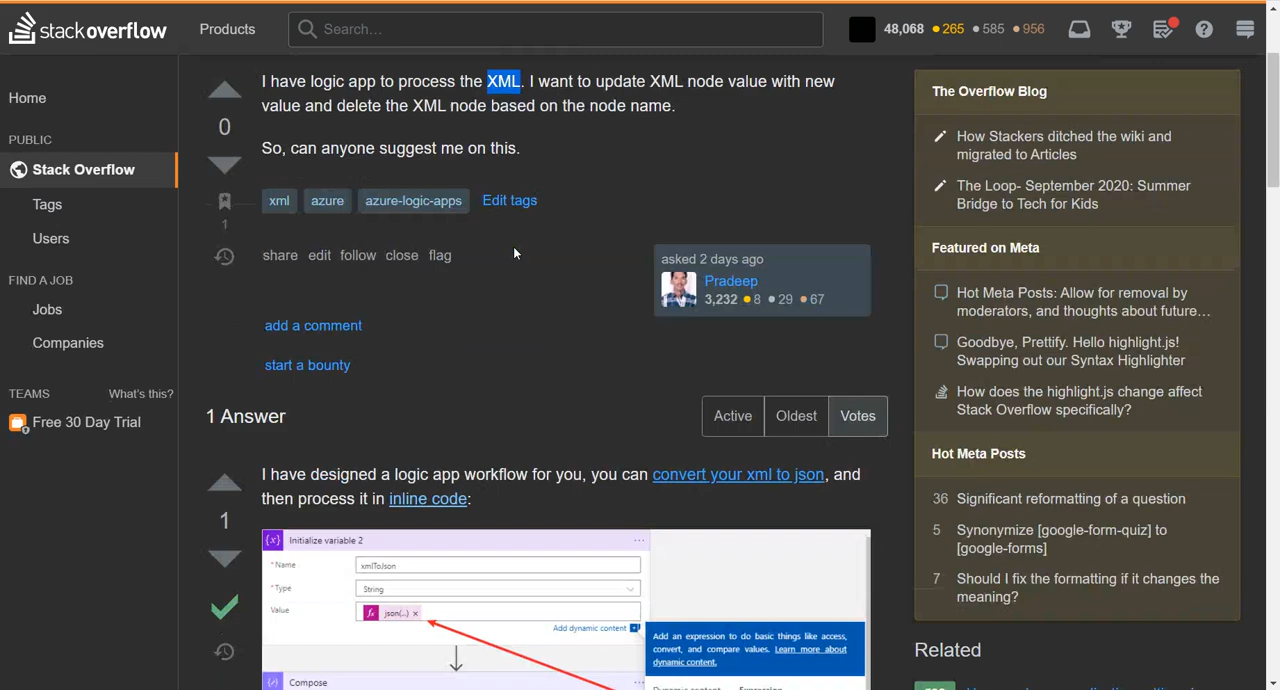 stackoverflow
Products
Search…
48,068 265 585 956
Home
PUBLIC
Stack Overflow
Tags
Users
FIND A JOB
Jobs
Companies
TEAMS What's this?
Free 30 Day Trial
I have logic app to process the XML. I want to update XML node value with new
value and delete the XML node based on the node name.
0
So, can anyone suggest me on this.
xml azure azure-logic-apps Edit tags
1
share edit follow close flag
asked 2 days ago
Pradeep
3,232 8 29 67
add a comment
start a bounty
1 Answer
Active Oldest Votes
I have designed a logic app workflow for you, you can convert your xml to json, and
then process it in inline code:
1
Initialize variable 2
* Name xmlToJson
* Type String
Value fx json(...) ×
Add dynamic content
Add an expression to do basic things like access,
convert, and compare values. Learn more about
dynamic content.
Compose
Dynamic content Expression
The Overflow Blog
How Stackers ditched the wiki and
migrated to Articles
The Loop- September 2020: Summer
Bridge to Tech for Kids
Featured on Meta
Hot Meta Posts: Allow for removal by
moderators, and thoughts about future…
Goodbye, Prettify. Hello highlight.js!
Swapping out our Syntax Highlighter
How does the highlight.js change affect
Stack Overflow specifically?
Hot Meta Posts
36 Significant reformatting of a question
5 Synonymize [google-form-quiz] to
[google-forms]
7 Should I fix the formatting if it changes the
meaning?
Related